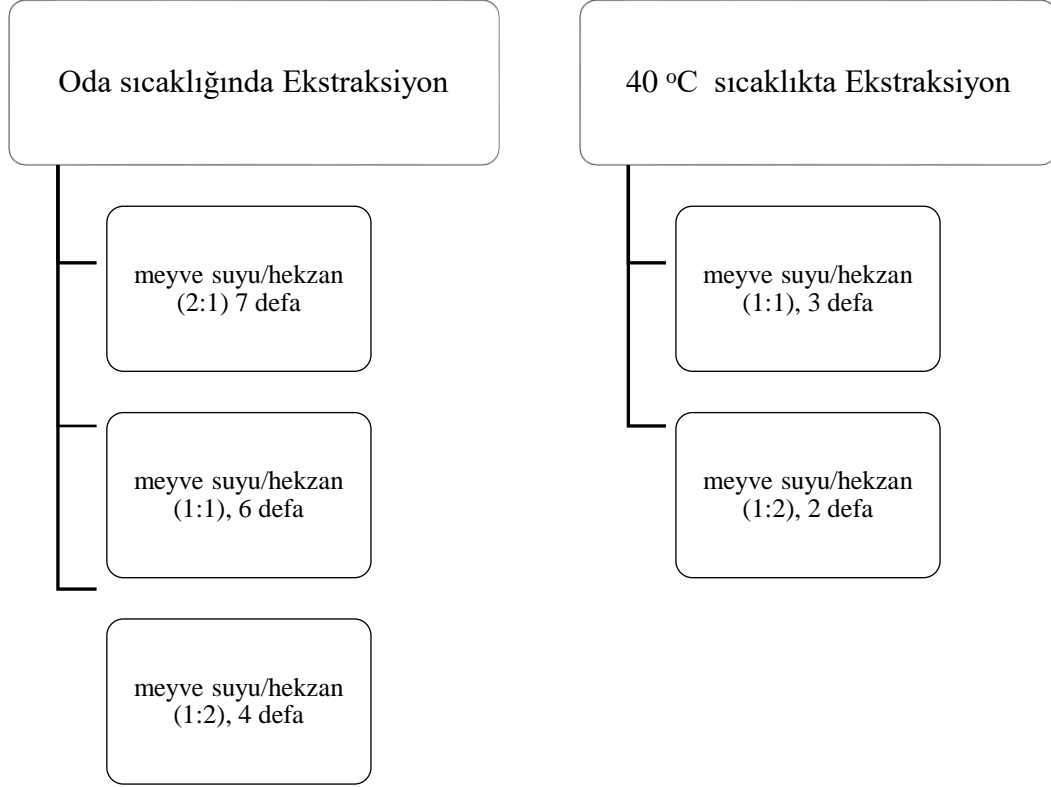 Oda sıcaklığında Ekstraksiyon
meyve suyu/hekzan
(2:1) 7 defa
meyve suyu/hekzan
(1:1), 6 defa
meyve suyu/hekzan
(1:2), 4 defa
40 °C sıcaklıkta Ekstraksiyon
meyve suyu/hekzan
(1:1), 3 defa
meyve suyu/hekzan
(1:2), 2 defa